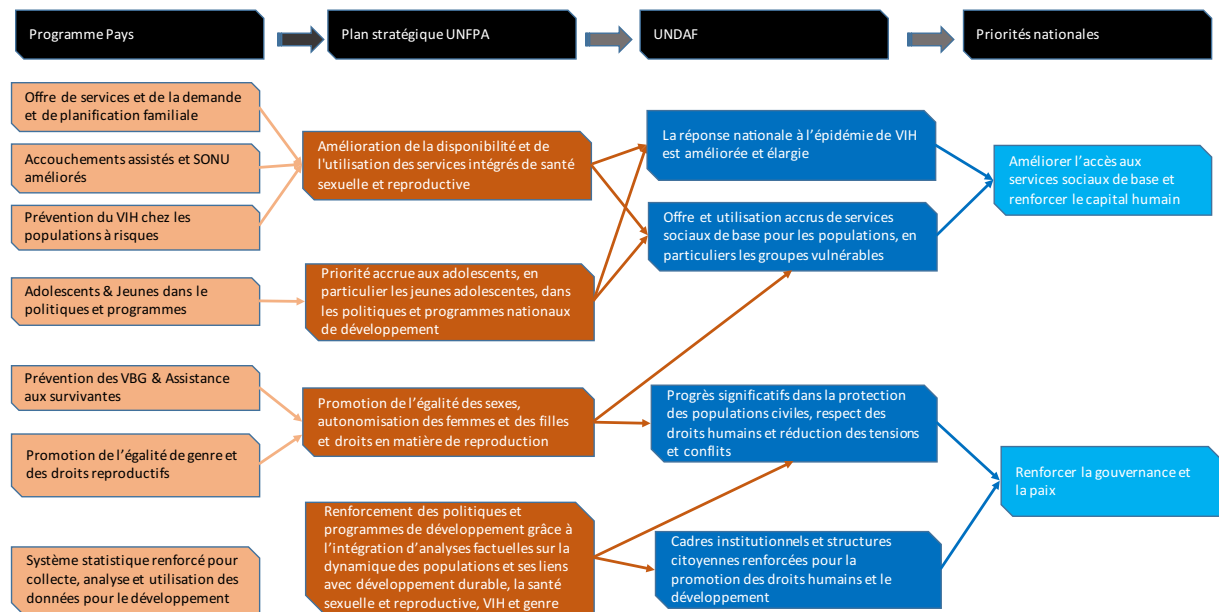 Programme Pays
Plan stratégique UNFPA
UNDAF
Priorités nationales
Offre de services et de la demande
et de planification familiale
Accouchements assistés et SONU
améliorés
Prévention du VIH chez les
populations à risques
Adolescents & Jeunes dans le
politiques et programmes
Prévention des VBG & Assistance
aux survivantes
Promotion de l'égalité de genre et
des droits reproductifs
Système statistique renforcé pour
collecte, analyse et utilisation des
données pour le développement
Amélioration de la disponibilité et de
l'utilisation des services intégrés de santé
sexuelle et reproductive
Priorité accrue aux adolescents, en
particulier les jeunes adolescentes, dans
les politiques et programmes nationaux
de développement
Promotion de l'égalité des sexes,
autonomisation des femmes et des filles
et droits en matière de reproduction
Renforcement des politiques et
programmes de développement grâce à
l'intégration d'analyses factuelles sur la
dynamique des populations et ses liens
avec développement durable, la santé
sexuelle et reproductive, VIH et genre
La réponse nationale à l'épidémie de VIH
est améliorée et élargie
Offre et utilisation accrus de services
sociaux de base pour les populations, en
particuliers les groupes vulnérables
Progrès significatifs dans la protection
des populations civiles, respect des
droits humains et réduction des tensions
et conflits
Cadres institutionnels et structures
citoyennes renforcées pour la
promotion des droits humains et le
développement
Améliorer l'accès aux
services sociaux de base et
renforcer le capital humain
Renforcer la gouvernance et
la paix